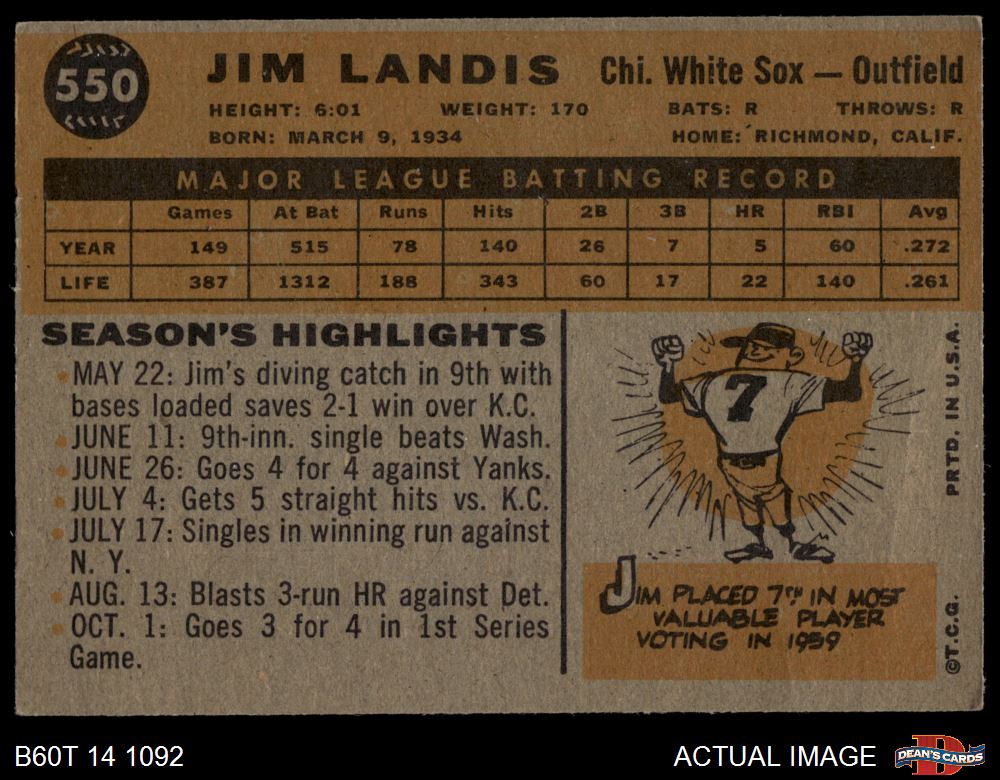 550
JIM LANDIS Chi. White Sox — Outfield
HEIGHT: 6:01 WEIGHT: 170 BATS: R THROWS: R
BORN: MARCH 9, 1934 HOME: RICHMOND, CALIF.
MAJOR LEAGUE BATTING RECORD
Games At Bat Runs Hits 2B 3B HR RBI Avg
YEAR 149 515 78 140 26 7 5 60 .272
LIFE 387 1312 188 343 60 17 22 140 .261
SEASON'S HIGHLIGHTS
MAY 22: Jim's diving catch in 9th with
bases loaded saves 2-1 win over K.C.
JUNE 11: 9th-inn. single beats Wash.
JUNE 26: Goes 4 for 4 against Yanks.
JULY 4: Gets 5 straight hits vs. K.C.
JULY 17: Singles in winning run against
N. Y.
AUG. 13: Blasts 3-run HR against Det.
OCT. 1: Goes 3 for 4 in 1st Series
Game.
7
JIM PLACED 7TH IN MOST
VALUABLE PLAYER
VOTING IN 1959
©T.C.G. PRTD. IN U.S.A.
B60T 14 1092
ACTUAL IMAGE
D
DEAN'S CARDS